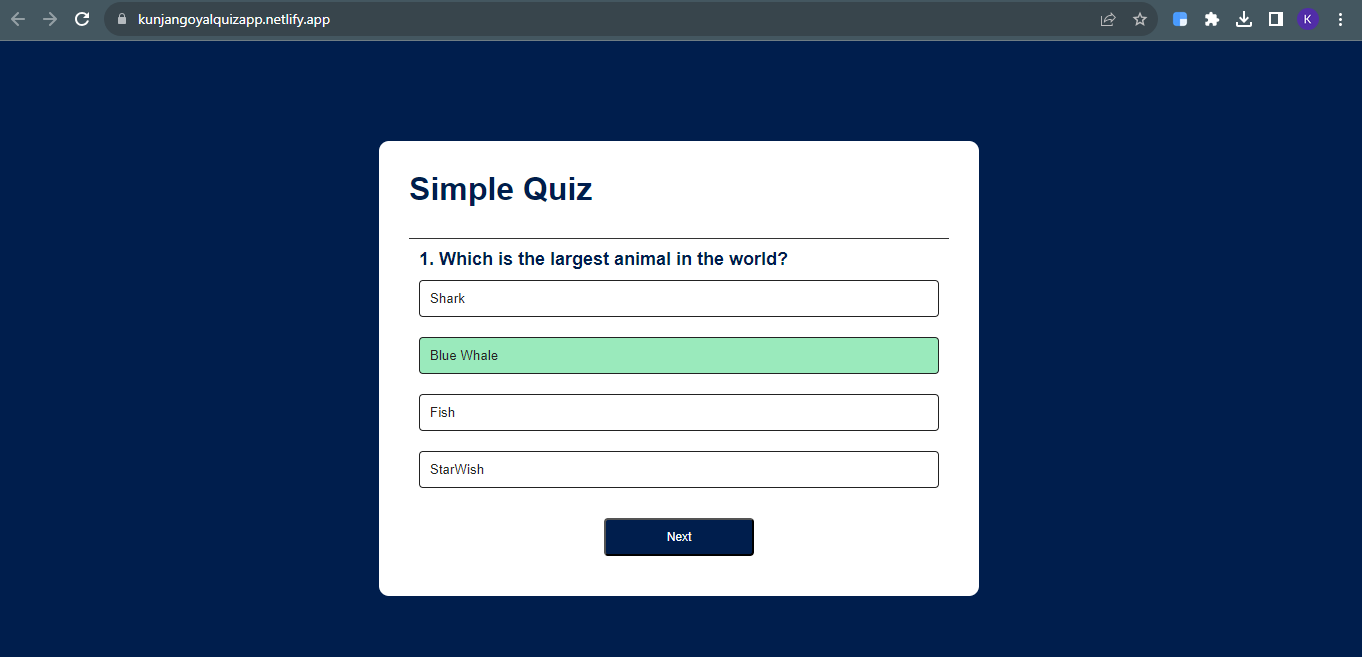 kunjangoyalquizapp.netlify.app
K
Simple Quiz
1. Which is the largest animal in the world?
Shark
Blue Whale
Fish
StarWish
Next